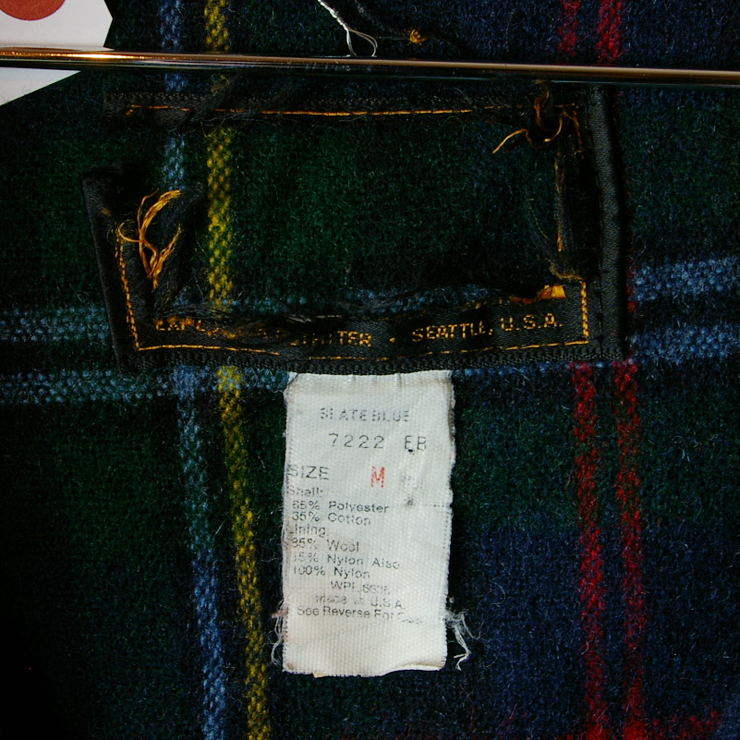 TTER • SEATTLE, U.S.A.
SLATE BLUE
7222 EB
SIZE M
Shell:
65% Polyester
35% Cotton
Lining:
85% Wool
15% Nylon Also
100% Nylon
Made in U.S.A.
See Reverse For